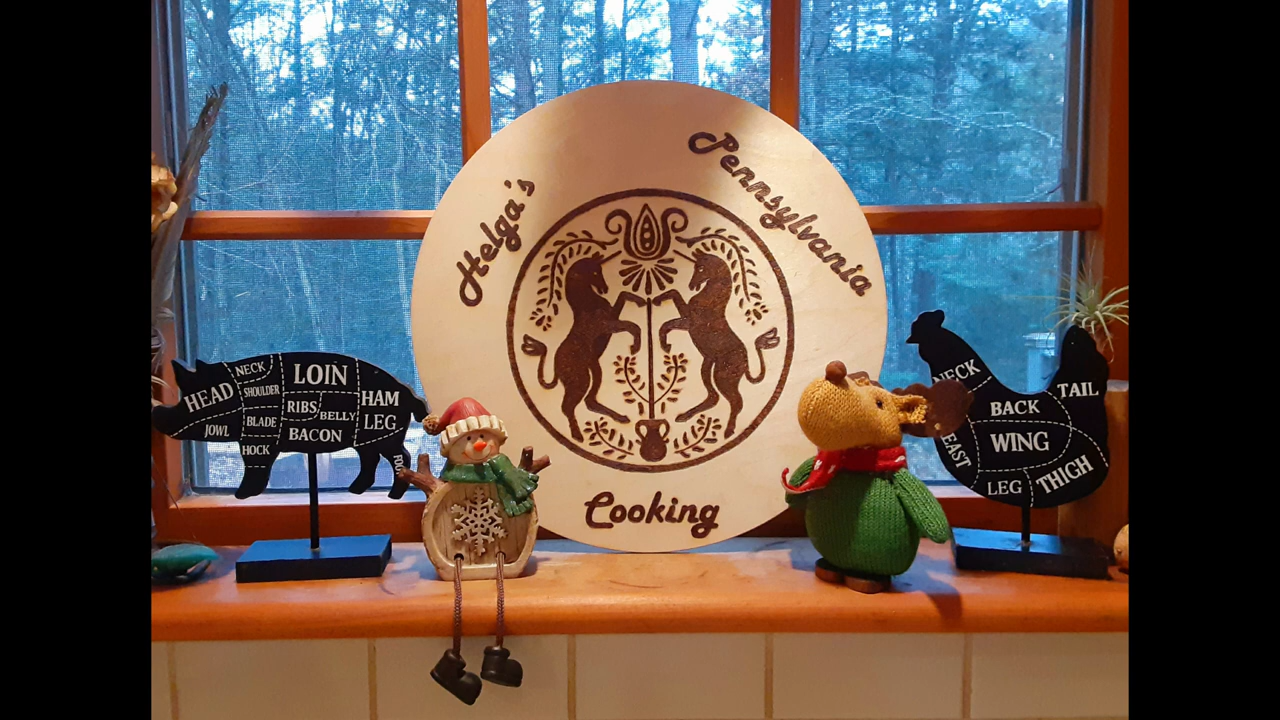 Helga's
Pennsylvania
Cooking
HEAD
NECK
JOWL
SHOULDER
BLADE
HOCK
LOIN
RIBS
BELLY
BACON
HAM
LEG
NECK
BACK
TAIL
WING
EAST
LEG
THIGH